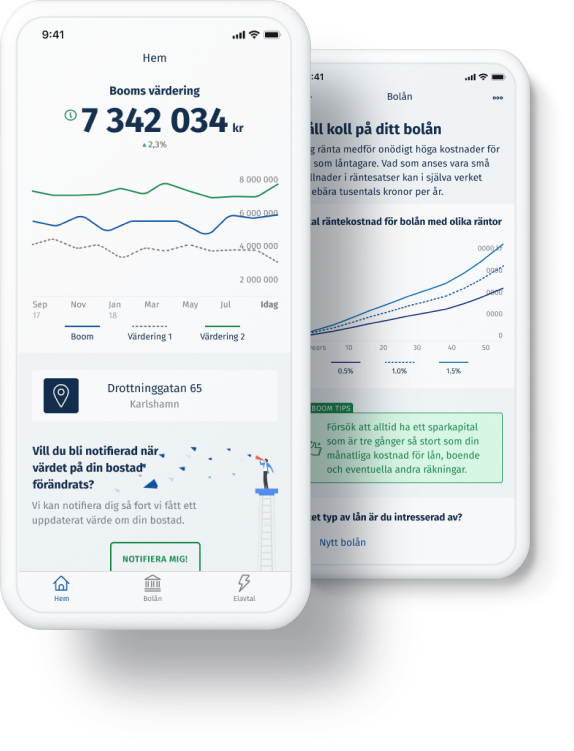 9:41
Hem
Booms värdering
7 342 034 kr
2,3%
8 000 000
6 000 000
4 000 000
2 000 000
Sep Nov Jan Mar May Jul Idag
17 18
Boom Värdering 1 Värdering 2
Drottninggatan 65
Karlshamn
Vill du bli notifierad när
värdet på din bostad
förändrats?
Vi kan notifiera dig så fort vi fått ett
uppdaterat värde om din bostad.
NOTIFIERA MIG!
Hem Bolån Elavtal
:41
Bolån
åll koll på ditt bolån
g ränta medför onödigt höga kostnader för
som låntagare. Vad som anses vara små
llnader i räntesatser kan i själva verket
ebära tusentals kronor per år.
al räntekostnad för bolån med olika räntor
0000 kr
0000
0000
0000
0
years 10 20 30 40 50
0.5% 1.0% 1.5%
BOOM TIPS
Försök att alltid ha ett sparkapital
som är tre gånger så stort som din
månatliga kostnad för lån, boende
och eventuella andra räkningar.
ket typ av lån är du intresserad av?
Nytt bolån